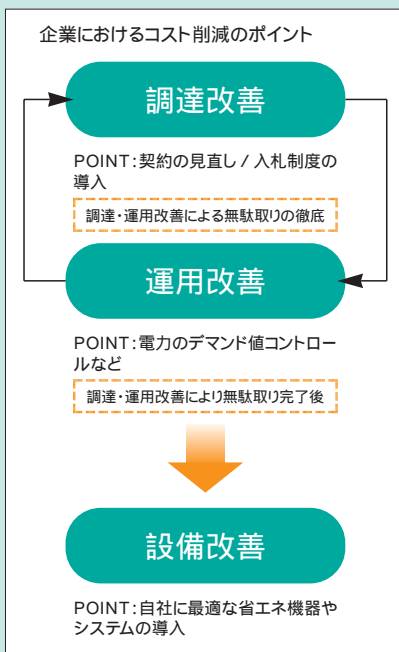 企業におけるコスト削減のポイント
調達改善
POINT:契約の見直し / 入札制度の
導入
調達・運用改善による無駄取りの徹底
運用改善
POINT:電力のデマンド値コントロー
ルなど
調達・運用改善により無駄取り完了後
設備改善
POINT:自社に最適な省エネ機器や
システムの導入